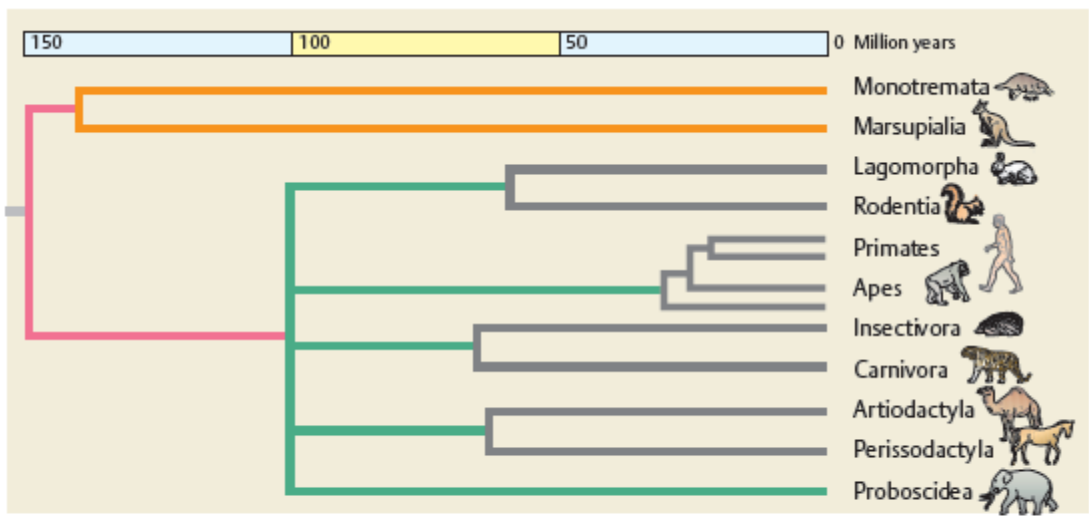 150 100 50 0 Million years
Monotremata
Marsupialia
Lagomorpha
Rodentia
Primates
Apes
Insectivora
Carnivora
Artiodactyla
Perissodactyla
Proboscidea